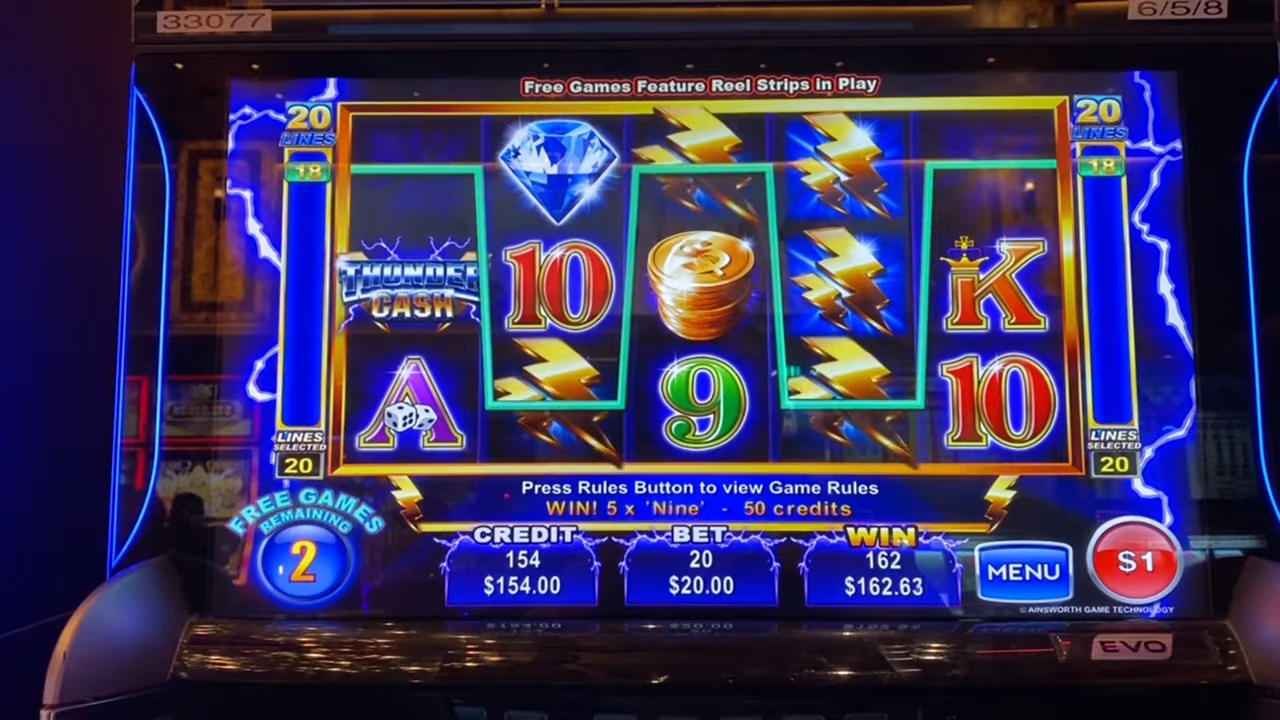 33077
6/5/8
Free Games Feature Reel Strips in Play
20
LINES
18
20
LINES
18
THUNDER
CASH
10
K
A
9
10
LINES
SELECTED
20
LINES
SELECTED
20
Press Rules Button to view Game Rules
WIN! 5 x 'Nine' - 50 credits
FREE GAMES
REMAINING
2
CREDIT
154
$154.00
BET
20
$20.00
WIN
162
$162.63
MENU
$1
© AINSWORTH GAME TECHNOLOGY
EVO